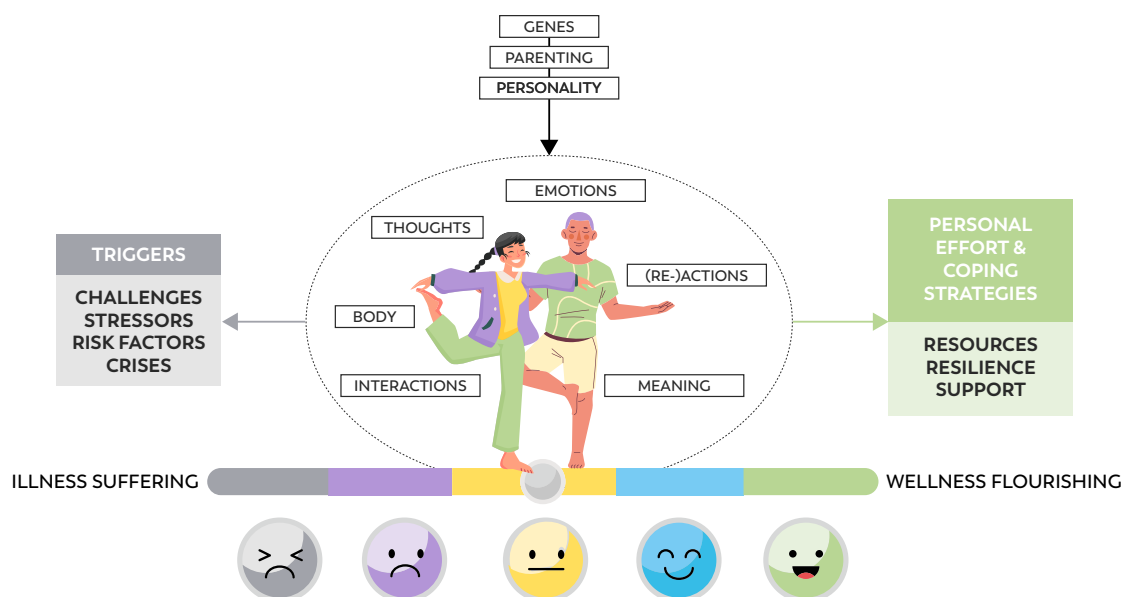 GENES
PARENTING
PERSONALITY
EMOTIONS
THOUGHTS
(RE-)ACTIONS
BODY
INTERACTIONS
MEANING
TRIGGERS
CHALLENGES
STRESSORS
RISK FACTORS
CRISES
PERSONAL
EFFORT &
COPING
STRATEGIES
RESOURCES
RESILIENCE
SUPPORT
ILLNESS SUFFERING
WELLNESS FLOURISHING